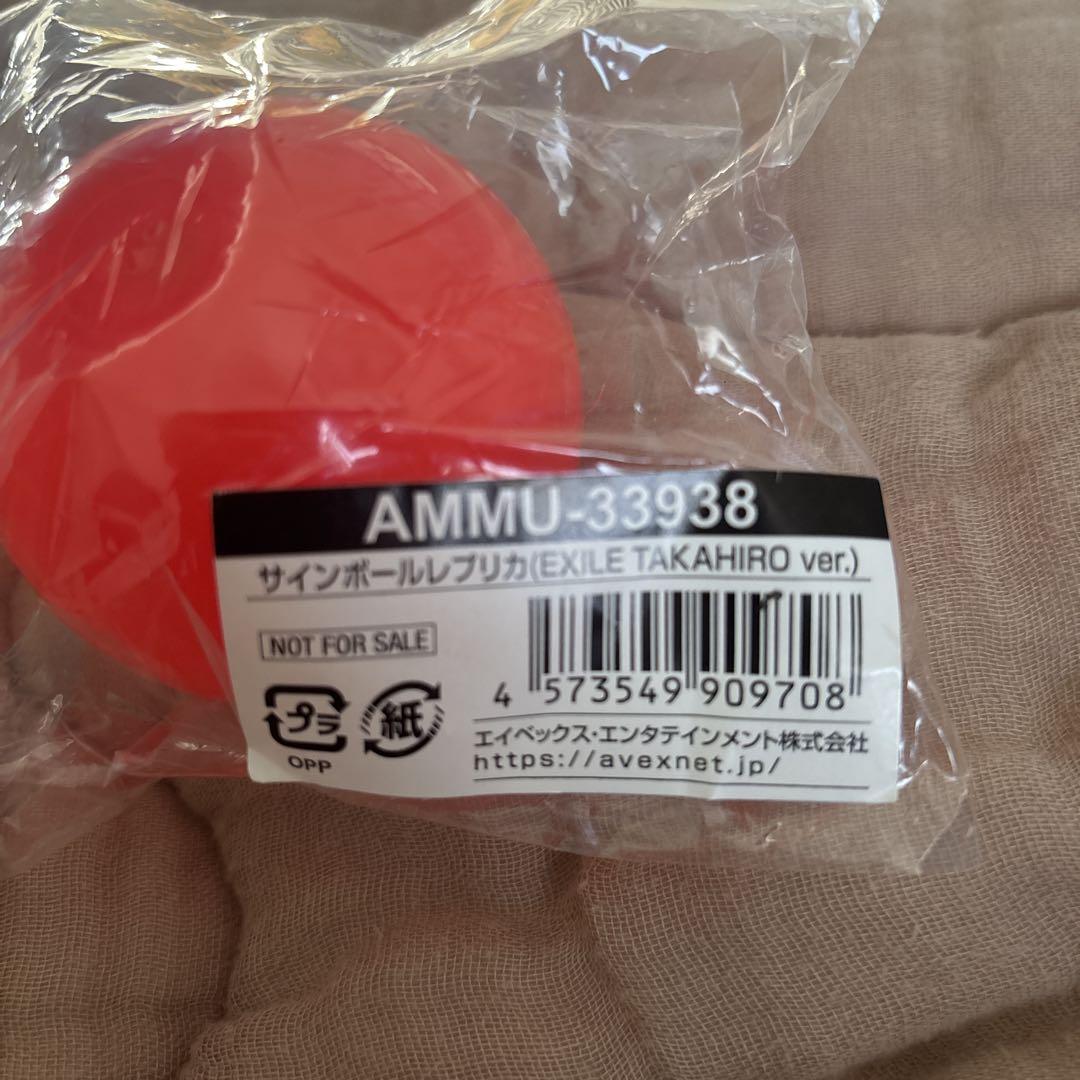 AMMU-33938
サインボールレプリカ(EXILE TAKAHIRO ver.)
NOT FOR SALE
プラ
紙
OPP
4 573549 909708
エイベックス・エンタテインメント株式会社
https://avexnet.jp/